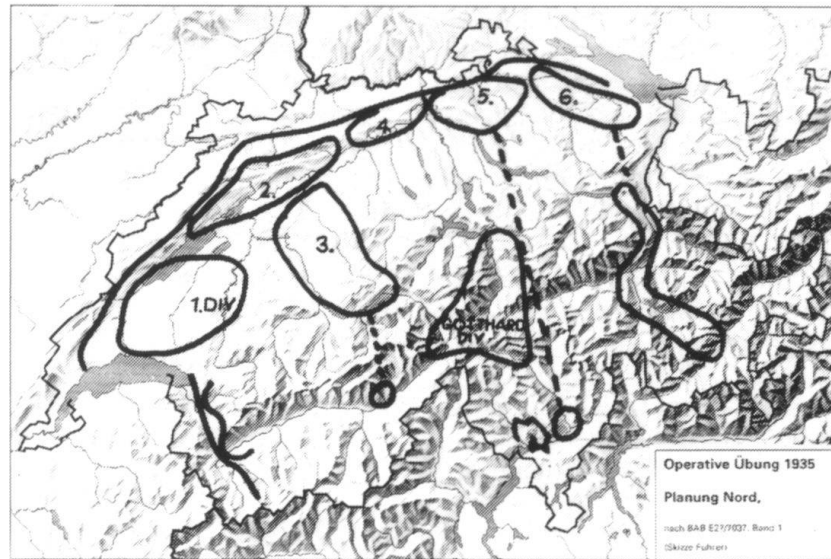 5.
6.
4.
2.
3.
1.DIV
GOTTHARD
DIV.
Operative Übung 1935
Planung Nord,
nach BAB E27/7037. Band 1
(Skizze Fuhrer)